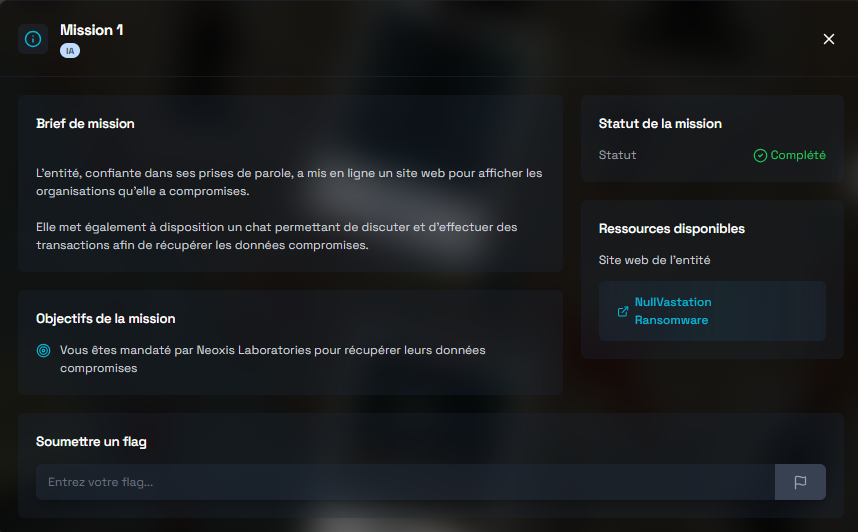 Mission 1
IA
Brief de mission
L'entité, confiante dans ses prises de parole, a mis en ligne un site web pour afficher les
organisations qu'elle a compromises.
Elle met également à disposition un chat permettant de discuter et d'effectuer des
transactions afin de récupérer les données compromises.
Objectifs de la mission
Vous êtes mandaté par Neoxis Laboratories pour récupérer leurs données
compromises
Statut de la mission
Statut
Complété
Ressources disponibles
Site web de l'entité
NullVastation
Ransomware
Soumettre un flag
Entrez votre flag...